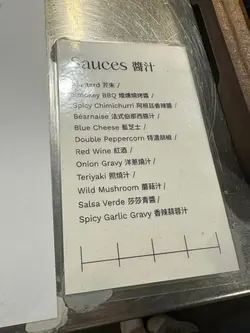 Sauces 醬汁
Mustard 芥末 /
Smokey BBQ 煙燻燒烤醬 /
Spicy Chimichurri 阿根廷香辣醬 /
Béarnaise 法式伯那西醬汁 /
Blue Cheese 藍芝士 /
Double Peppercorn 特濃胡椒 /
Red Wine 紅酒 /
Onion Gravy 洋蔥燒汁 /
Teriyaki 照燒汁 /
Wild Mushroom 蘑菇汁 /
Salsa Verde 莎莎青醬 /
Spicy Garlic Gravy 香辣蒜蓉汁